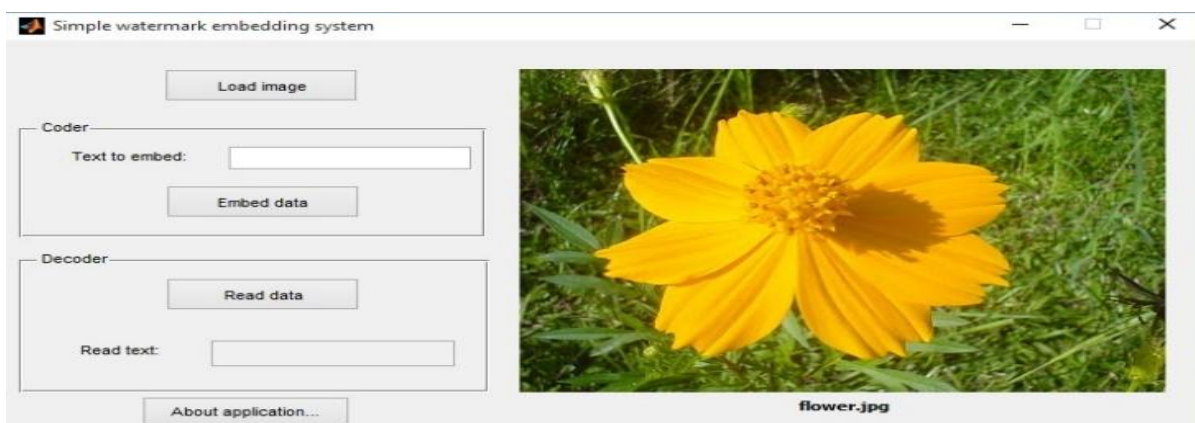 Simple watermark embedding system
Load image
Coder
Text to embed:
Embed data
Decoder
Read data
Read text:
About application...
flower.jpg